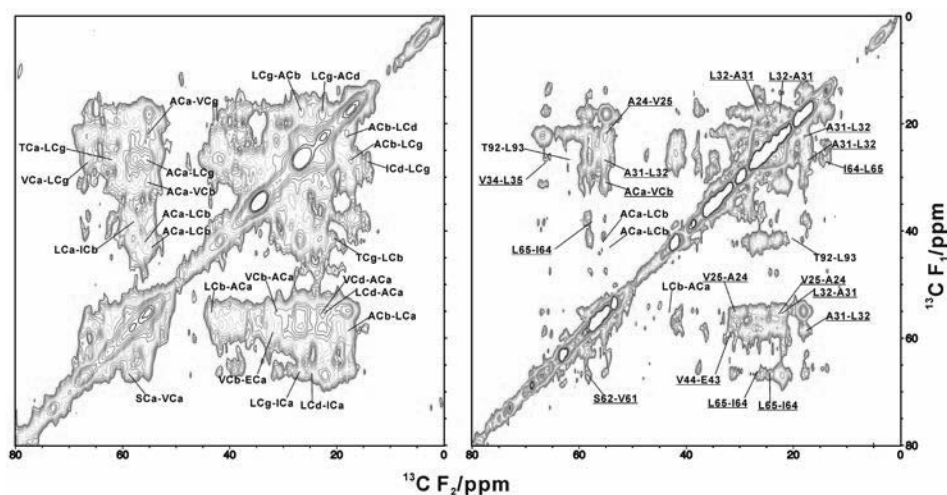 LCg-ACb LCg-ACd
ACa-VCg
ACb-LCd
ACb-LCg
TCa-LCg
ICd-LCg
VCa-LCg
ACa-LCg
ACa-VCb
ACa-LCb
LCa-ICb
ACa-LCb
TCg-LCb
VCb-ACa
VCd-ACa
LCb-ACa
LCd-ACa
ACb-LCa
VCb-ECa
LCg-ICa
SCa-VCa
LCd-ICa
80 60 40 20 0
L32-A31 L32-A31
A24-V25
A31-L32
T92-L93
A31-L32
V34-L35
A31-L32
I64-L65
ACa-VCb
ACa-LCb
L65-I64
ACa-LCb
T92-L93
V25-A24
LCb-ACa
V25-A24
L32-A31
A31-L32
V44-E43
L65-I64
S62-V61
L65-I64
80 60 40 20 0
0
20
40
60
80
13C F1/ppm
13C F2/ppm